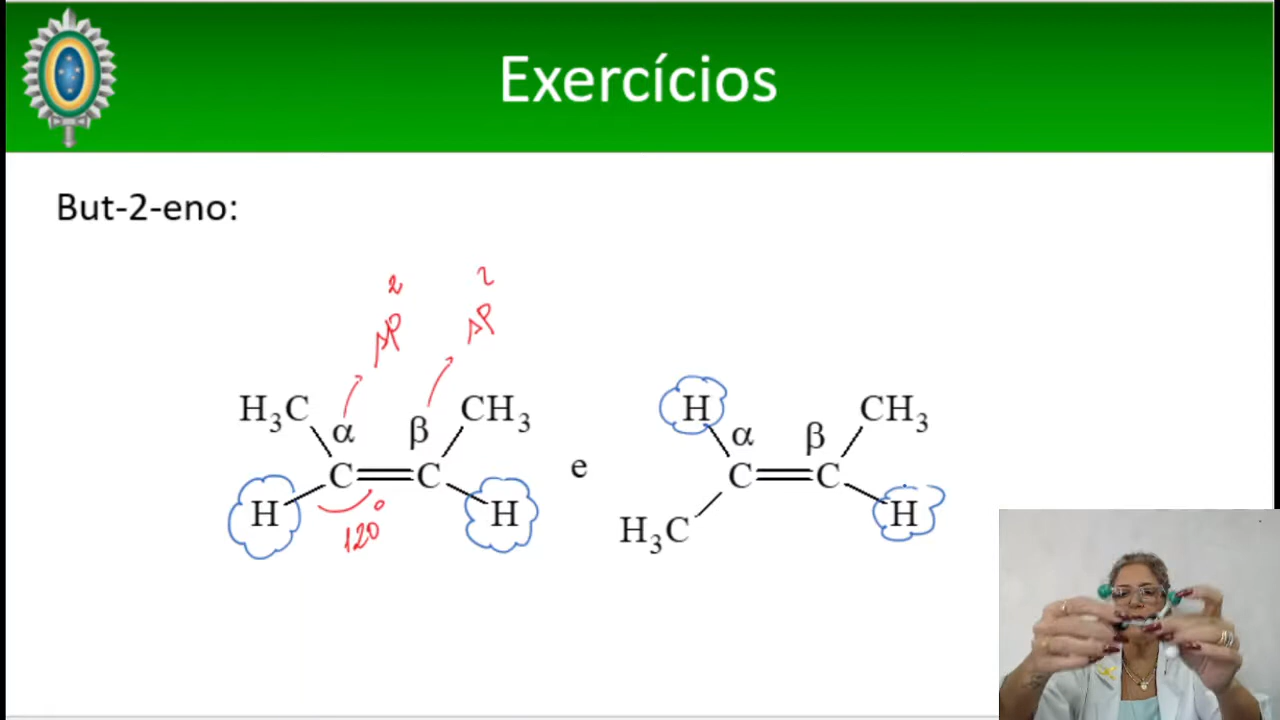 Exercícios
But-2-eno:
2 2
sp sp
H₃C α β CH₃
C=C
H H
120°
e
H α β CH₃
C=C
H₃C H